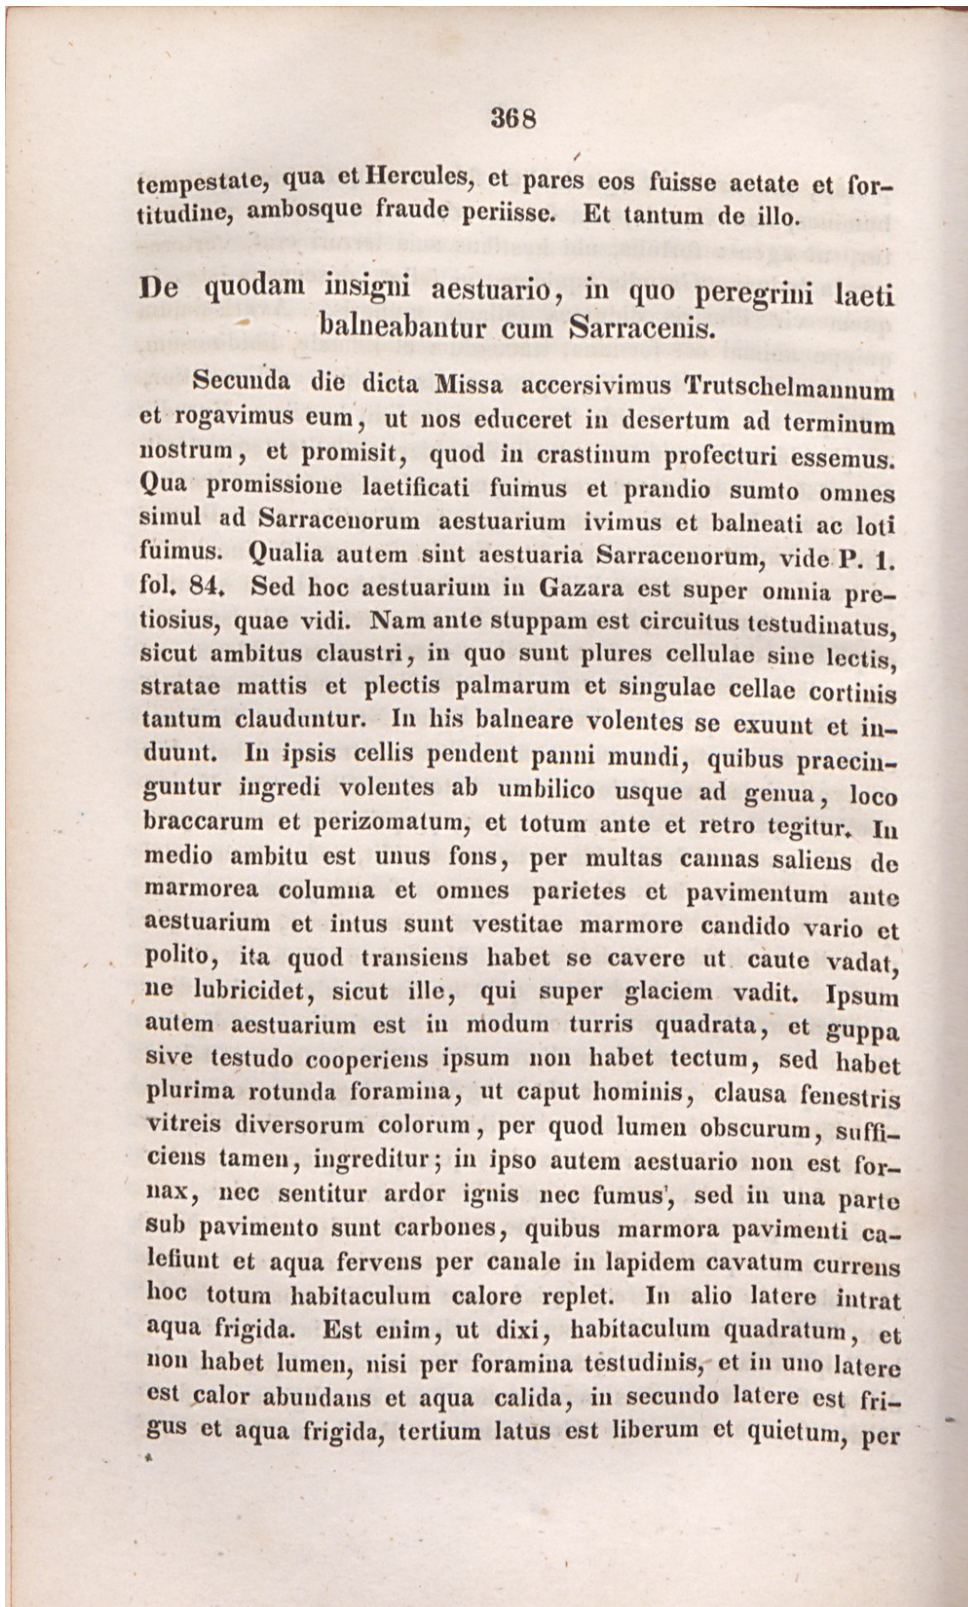 368
tempestate, qua et Hercules, et pares eos fuisse aetate et for-
titudine, ambosque fraude periisse. Et tantum de illo.
De quodam insigni aestuario, in quo peregrini laeti
balneabantur cum Sarracenis.
Secunda die dicta Missa accersivimus Trutschelmannum
et rogavimus eum, ut nos educeret in desertum ad terminum
nostrum, et promisit, quod in crastinum profecturi essemus.
Qua promissione laetificati fuimus et prandio sumto omnes
simul ad Sarracenorum aestuarium ivimus et balneati ac loti
fuimus. Qualia autem sint aestuaria Sarracenorum, vide P. 1.
fol. 84. Sed hoc aestuarium in Gazara est super omnia pre-
tiosius, quae vidi. Nam ante stuppam est circuitus testudinatus,
sicut ambitus claustri, in quo sunt plures cellulae sine lectis,
stratae mattis et plectis palmarum et singulae cellae cortinis
tantum clauduntur. In his balneare volentes se exuunt et in-
duunt. In ipsis cellis pendent panni mundi, quibus praecin-
guntur ingredi volentes ab umbilico usque ad genua, loco
braccarum et perizomatum, et totum ante et retro tegitur. In
medio ambitu est unus fons, per multas cannas saliens de
marmorea columna et omnes parietes et pavimentum ante
aestuarium et intus sunt vestitae marmore candido vario et
polito, ita quod transiens habet se cavere ut caute vadat,
ne lubricidet, sicut ille, qui super glaciem vadit. Ipsum
autem aestuarium est in modum turris quadrata, et guppa
sive testudo cooperiens ipsum non habet tectum, sed habet
plurima rotunda foramina, ut caput hominis, clausa fenestris
vitreis diversorum colorum, per quod lumen obscurum, suffi-
ciens tamen, ingreditur; in ipso autem aestuario non est for-
nax, nec sentitur ardor ignis nec fumus, sed in una parte
sub pavimento sunt carbones, quibus marmora pavimenti ca-
lefiunt et aqua fervens per canale in lapidem cavatum currens
hoc totum habitaculum calore replet. In alio latere intrat
aqua frigida. Est enim, ut dixi, habitaculum quadratum, et
non habet lumen, nisi per foramina testudinis, et in uno latere
est calor abundans et aqua calida, in secundo latere est fri-
gus et aqua frigida, tertium latus est liberum et quietum, per